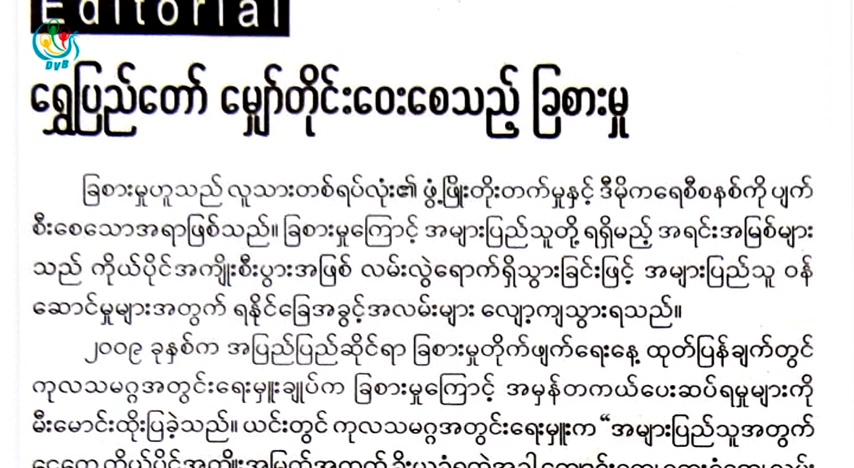 Editorial
DVB
ရွှေပြည်တော် မျှော်တိုင်းဝေးစေသည့် ခြစားမှု
ခြစားမှုဟူသည် လူသားတစ်ရပ်လုံး၏ ဖွံ့ဖြိုးတိုးတက်မှုနှင့် ဒီမိုကရေစီစနစ်ကို ပျက်
စီးစေသောအရာဖြစ်သည်။ ခြစားမှုကြောင့် အများပြည်သူတို့ ရရှိမည့် အရင်းအမြစ်များ
သည် ကိုယ်ပိုင်အကျိုးစီးပွားအဖြစ် လမ်းလွဲရောက်ရှိသွားခြင်းဖြင့် အများပြည်သူ ဝန်
ဆောင်မှုများအတွက် ရနိုင်ခြေအခွင့်အလမ်းများ လျော့ကျသွားရသည်။
၂၀၀၉ ခုနှစ်က အပြည်ပြည်ဆိုင်ရာ ခြစားမှုတိုက်ဖျက်ရေးနေ့ ထုတ်ပြန်ချက်တွင်
ကုလသမဂ္ဂအတွင်းရေးမှူးချုပ်က ခြစားမှုကြောင့် အမှန်တကယ်ပေးဆပ်ရမှုများကို
မီးမောင်းထိုးပြခဲ့သည်။ ယင်းတွင် ကုလသမဂ္ဂအတွင်းရေးမှူးက “အများပြည်သူအတွက်